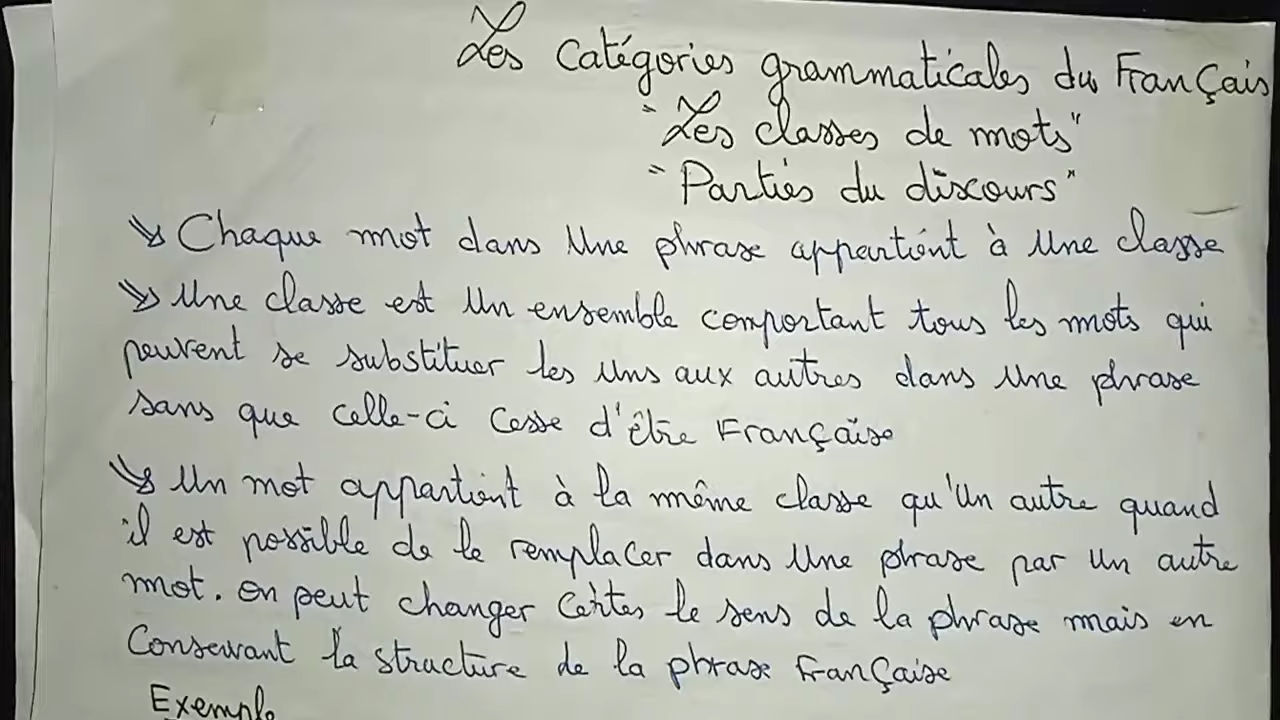 Les catégories grammaticales du Français
"Les classes de mots"
"Parties du discours"
Chaque mot dans une phrase appartient à une classe
Une classe est un ensemble comportant tous les mots qui
peuvent se substituer les uns aux autres dans une phrase
sans que celle-ci cesse d'être Française
Un mot appartient à la même classe qu'un autre quand
il est possible de le remplacer dans une phrase par un autre
mot. On peut changer certes le sens de la phrase mais en
Conservant la structure de la phrase Française
Exemple